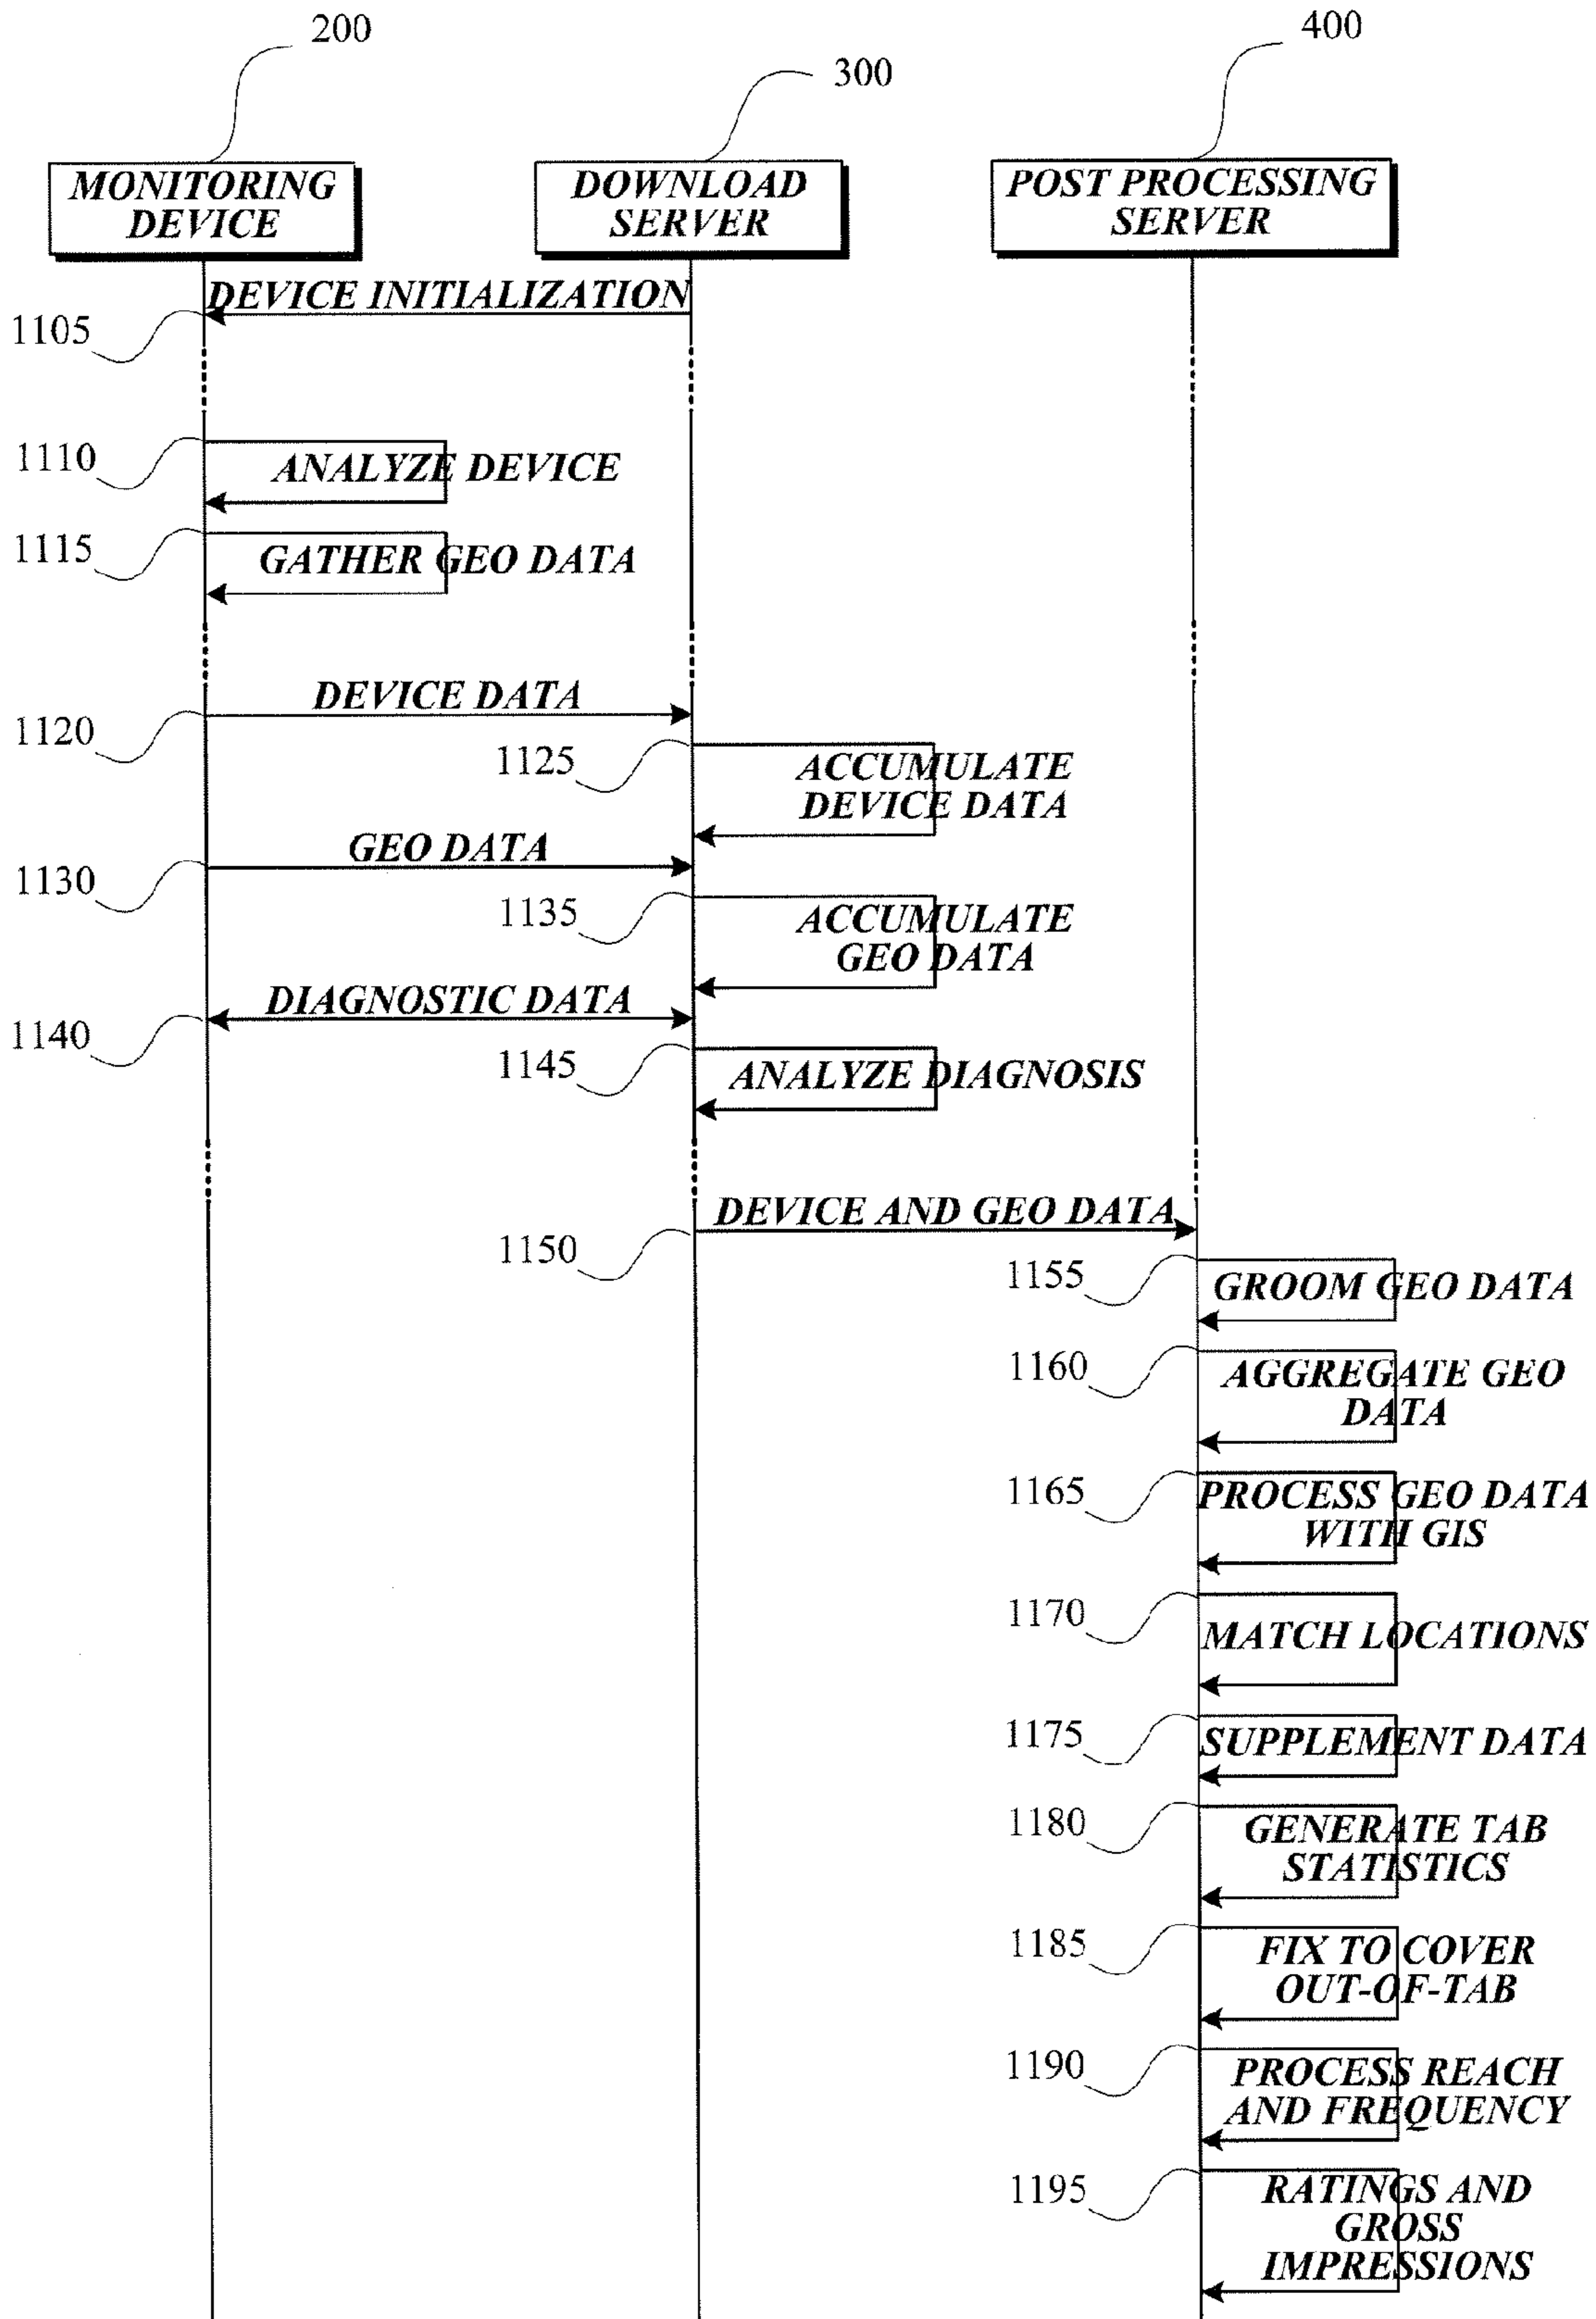 200
300
400
MONITORING
DEVICE
DOWNLOAD
SERVER
POST PROCESSING
SERVER
DEVICE INITIALIZATION
1105
1110
ANALYZE DEVICE
1115
GATHER GEO DATA
DEVICE DATA
1120
1125
ACCUMULATE
DEVICE DATA
GEO DATA
1130
1135
ACCUMULATE
GEO DATA
DIAGNOSTIC DATA
1140
1145
ANALYZE DIAGNOSIS
DEVICE AND GEO DATA
1150
1155
GROOM GEO DATA
1160
AGGREGATE GEO
DATA
1165
PROCESS GEO DATA
WITH GIS
1170
MATCH LOCATIONS
1175
SUPPLEMENT DATA
1180
GENERATE TAB
STATISTICS
1185
FIX TO COVER
OUT-OF-TAB
1190
PROCESS REACH
AND FREQUENCY
1195
RATINGS AND
GROSS
IMPRESSIONS